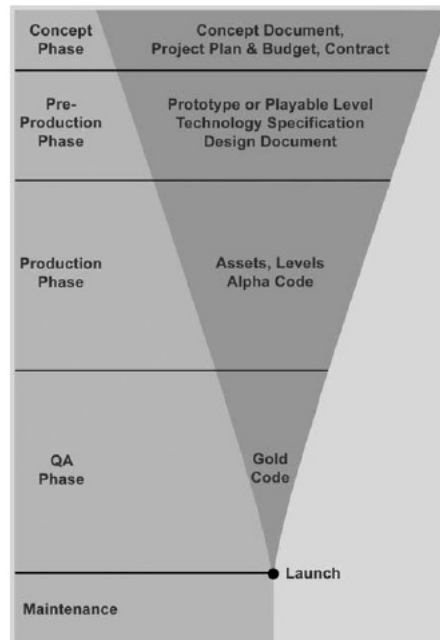 Concept
Phase
Concept Document,
Project Plan & Budget, Contract
Pre-
Production
Phase
Prototype or Playable Level
Technology Specification
Design Document
Production
Phase
Assets, Levels
Alpha Code
QA
Phase
Gold
Code
Launch
Maintenance